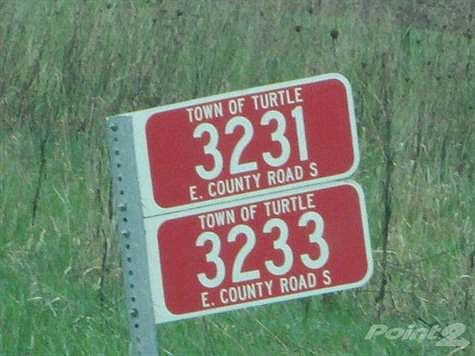 TOWN OF TURTLE
3231
E. COUNTY ROAD S
TOWN OF TURTLE
3233
E. COUNTY ROAD S
Point2